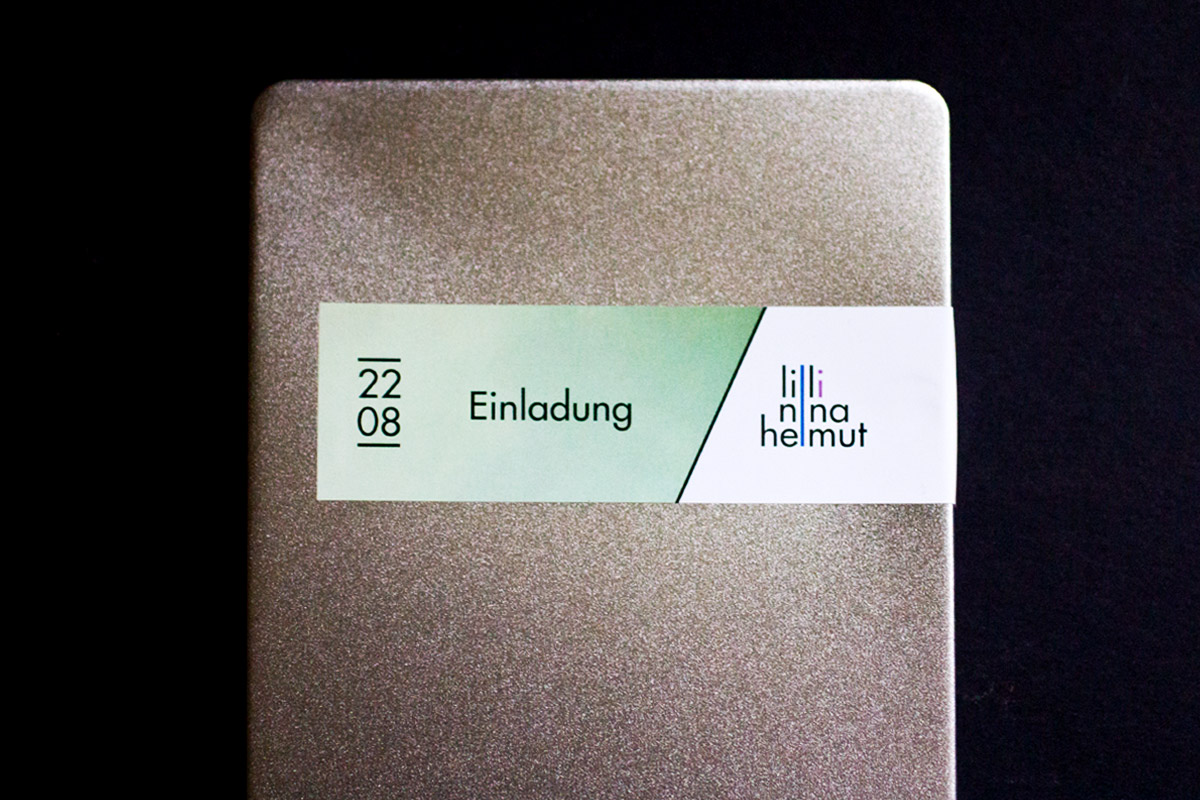 22
08
Einladung
lilli
nina
helmut